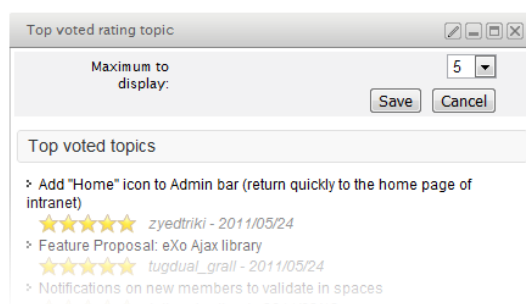 Top voted rating topic
Maximum to
display:
5
Save Cancel
Top voted topics
Add "Home" icon to Admin bar (return quickly to the home page of
intranet)
zyedtriki - 2011/05/24
Feature Proposal: eXo Ajax library
tugdual_grall - 2011/05/24
Notifications on new members to validate in spaces